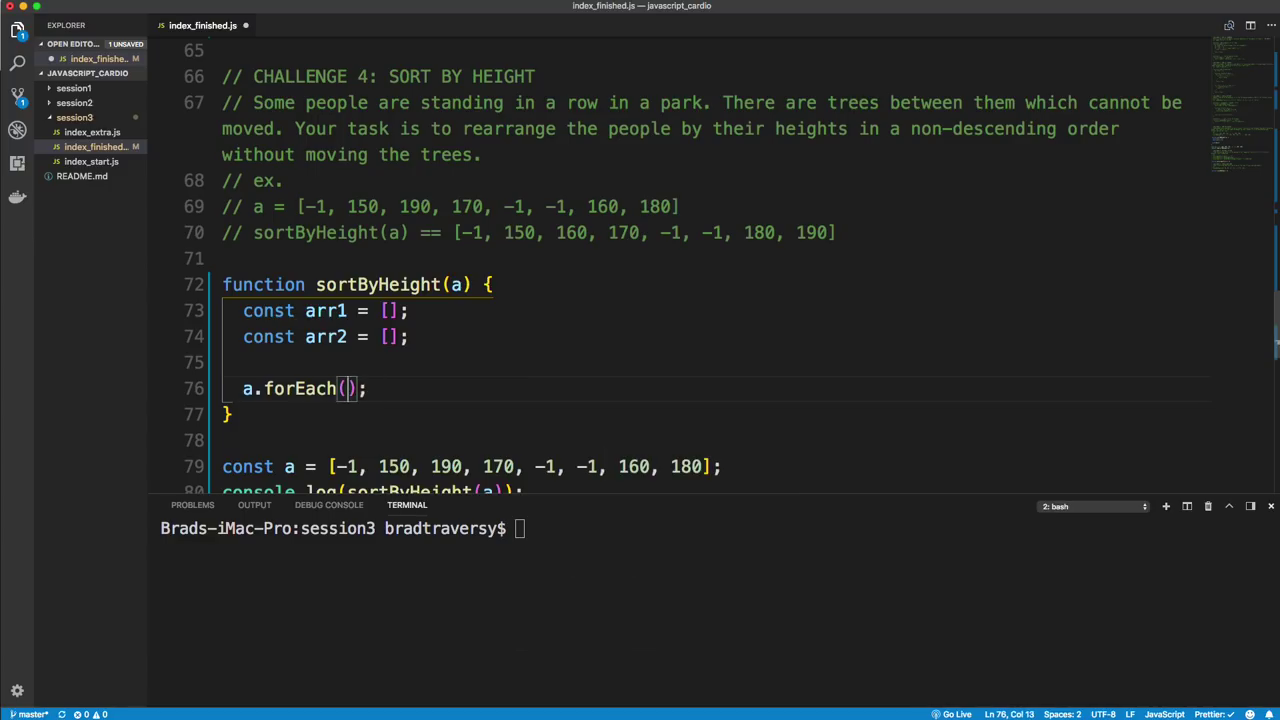 index_finished.js — javascript_cardio
EXPLORER
index_finished.js
OPEN EDITO... 1 UNSAVED
index_finishe... M
JAVASCRIPT_CARDIO
session1
session2
session3
index_extra.js
index_finished... M
index_start.js
README.md
1
1
65
66 // CHALLENGE 4: SORT BY HEIGHT
67 // Some people are standing in a row in a park. There are trees between them which cannot be
moved. Your task is to rearrange the people by their heights in a non-descending order
without moving the trees.
68 // ex.
69 // a = [-1, 150, 190, 170, -1, -1, 160, 180]
70 // sortByHeight(a) == [-1, 150, 160, 170, -1, -1, 180, 190]
71
72 function sortByHeight(a) {
73 const arr1 = [];
74 const arr2 = [];
75
76 a.forEach();
77 }
78
79 const a = [-1, 150, 190, 170, -1, -1, 160, 180];
80 console.log(sortByHeight(a));
PROBLEMS OUTPUT DEBUG CONSOLE TERMINAL 2: bash
Brads-iMac-Pro:session3 bradtraversy$
master* 0 0 Go Live Ln 76, Col 13 Spaces: 2 UTF-8 LF JavaScript Prettier: ✓